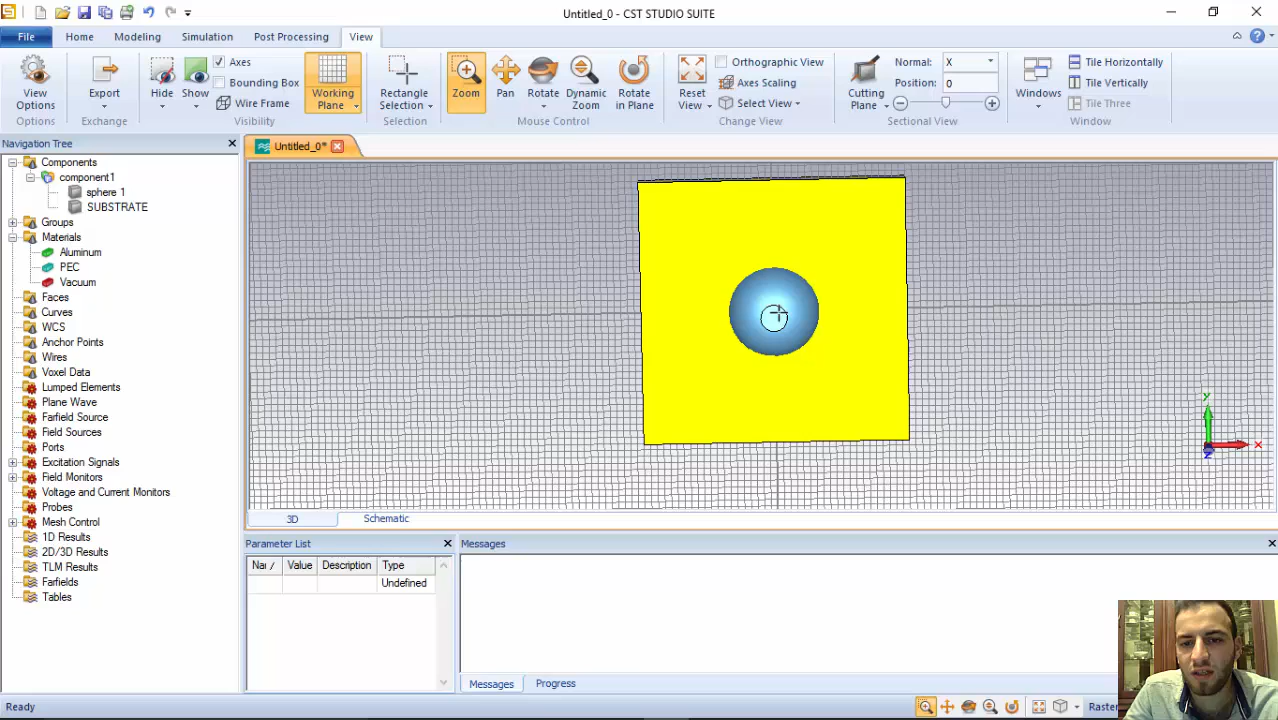 Untitled_0 - CST STUDIO SUITE
File
Home
Modeling
Simulation
Post Processing
View
View Options
Export
Hide
Show
Axes
Bounding Box
Wire Frame
Working Plane
Rectangle Selection
Zoom
Pan
Rotate
Dynamic Zoom
Rotate in Plane
Reset View
Orthographic View
Axes Scaling
Select View
Cutting Plane
Normal: X
Position: 0
Windows
Tile Horizontally
Tile Vertically
Tile Three
Options
Exchange
Visibility
Selection
Mouse Control
Change View
Sectional View
Window
Navigation Tree
Untitled_0*
Components
component1
sphere 1
SUBSTRATE
Groups
Materials
Aluminum
PEC
Vacuum
Faces
Curves
WCS
Anchor Points
Wires
Voxel Data
Lumped Elements
Plane Wave
Farfield Source
Field Sources
Ports
Excitation Signals
Field Monitors
Voltage and Current Monitors
Probes
Mesh Control
1D Results
2D/3D Results
TLM Results
Farfields
Tables
y
x
z
3D
Schematic
Parameter List
Value
Description
Type
Undefined
Messages
Messages
Progress
Ready
Raster